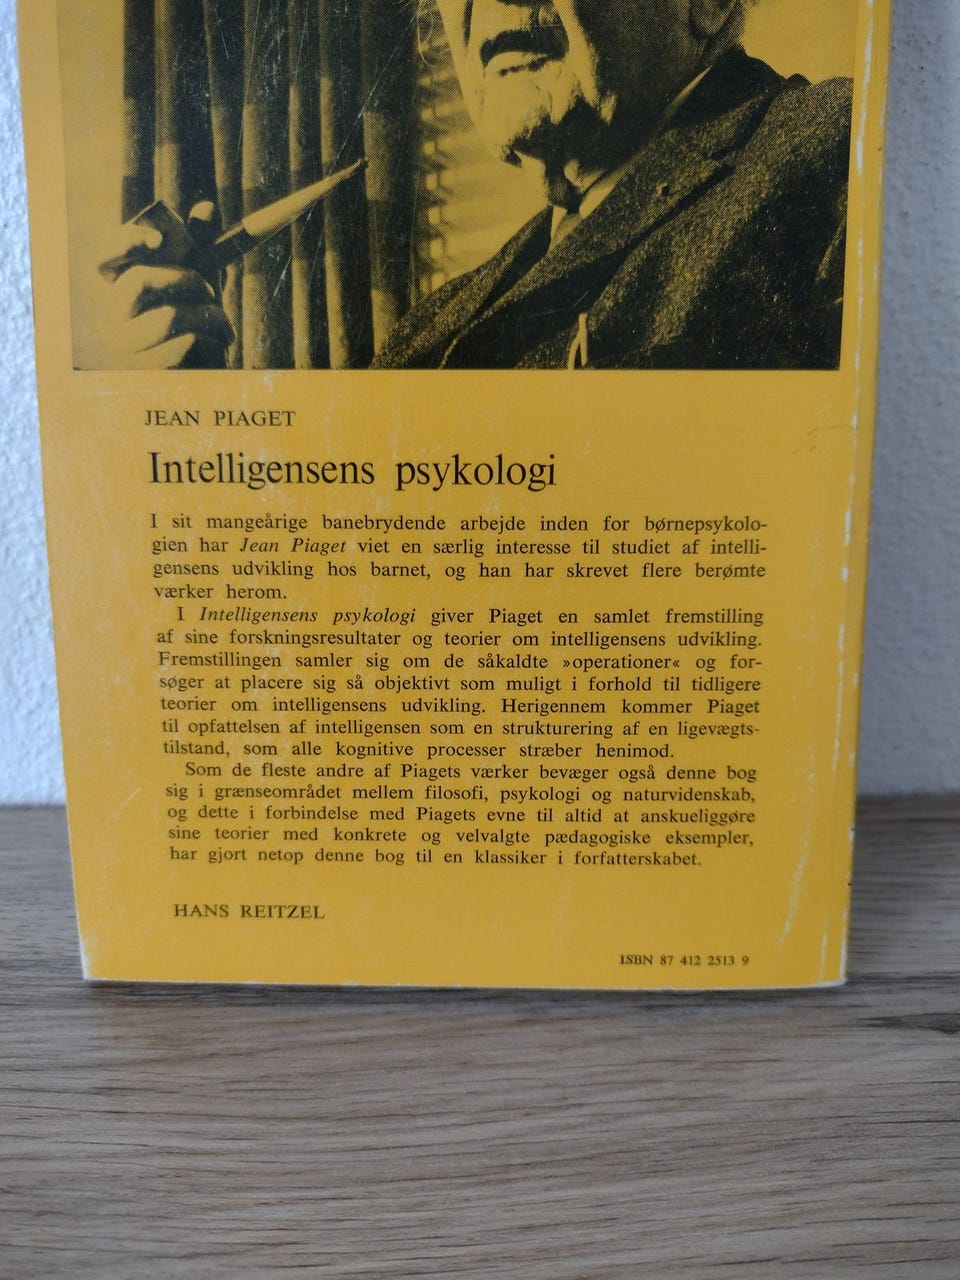 JEAN PIAGET
Intelligensens psykologi
I sit mangeårige banebrydende arbejde inden for børnepsykolo-
gien har Jean Piaget viet en særlig interesse til studiet af intelli-
gensens udvikling hos barnet, og han har skrevet flere berømte
værker herom.
I Intelligensens psykologi giver Piaget en samlet fremstilling
af sine forskningsresultater og teorier om intelligensens udvikling.
Fremstillingen samler sig om de såkaldte »operationer« og for-
søger at placere sig så objektivt som muligt i forhold til tidligere
teorier om intelligensens udvikling. Herigennem kommer Piaget
til opfattelsen af intelligensen som en strukturering af en ligevægts-
tilstand, som alle kognitive processer stræber henimod.
Som de fleste andre af Piagets værker bevæger også denne bog
sig i grænseområdet mellem filosofi, psykologi og naturvidenskab,
og dette i forbindelse med Piagets evne til altid at anskueliggøre
sine teorier med konkrete og velvalgte pædagogiske eksempler,
har gjort netop denne bog til en klassiker i forfatterskabet.
HANS REITZEL
ISBN 87 412 2513 9